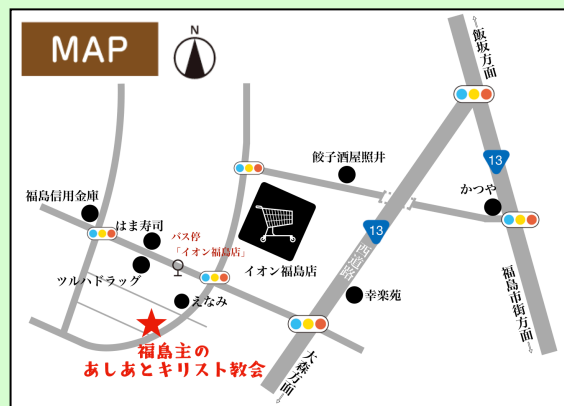 MAP
N
飯坂方面
13
餃子酒屋照井
かつや
福島信用金庫
はま寿司
バス停
「イオン福島店」
イオン福島店
13
西道路
ツルハドラッグ
えなみ
幸楽苑
福島市街方面
大森方面
福島主の
あしあとキリスト教会